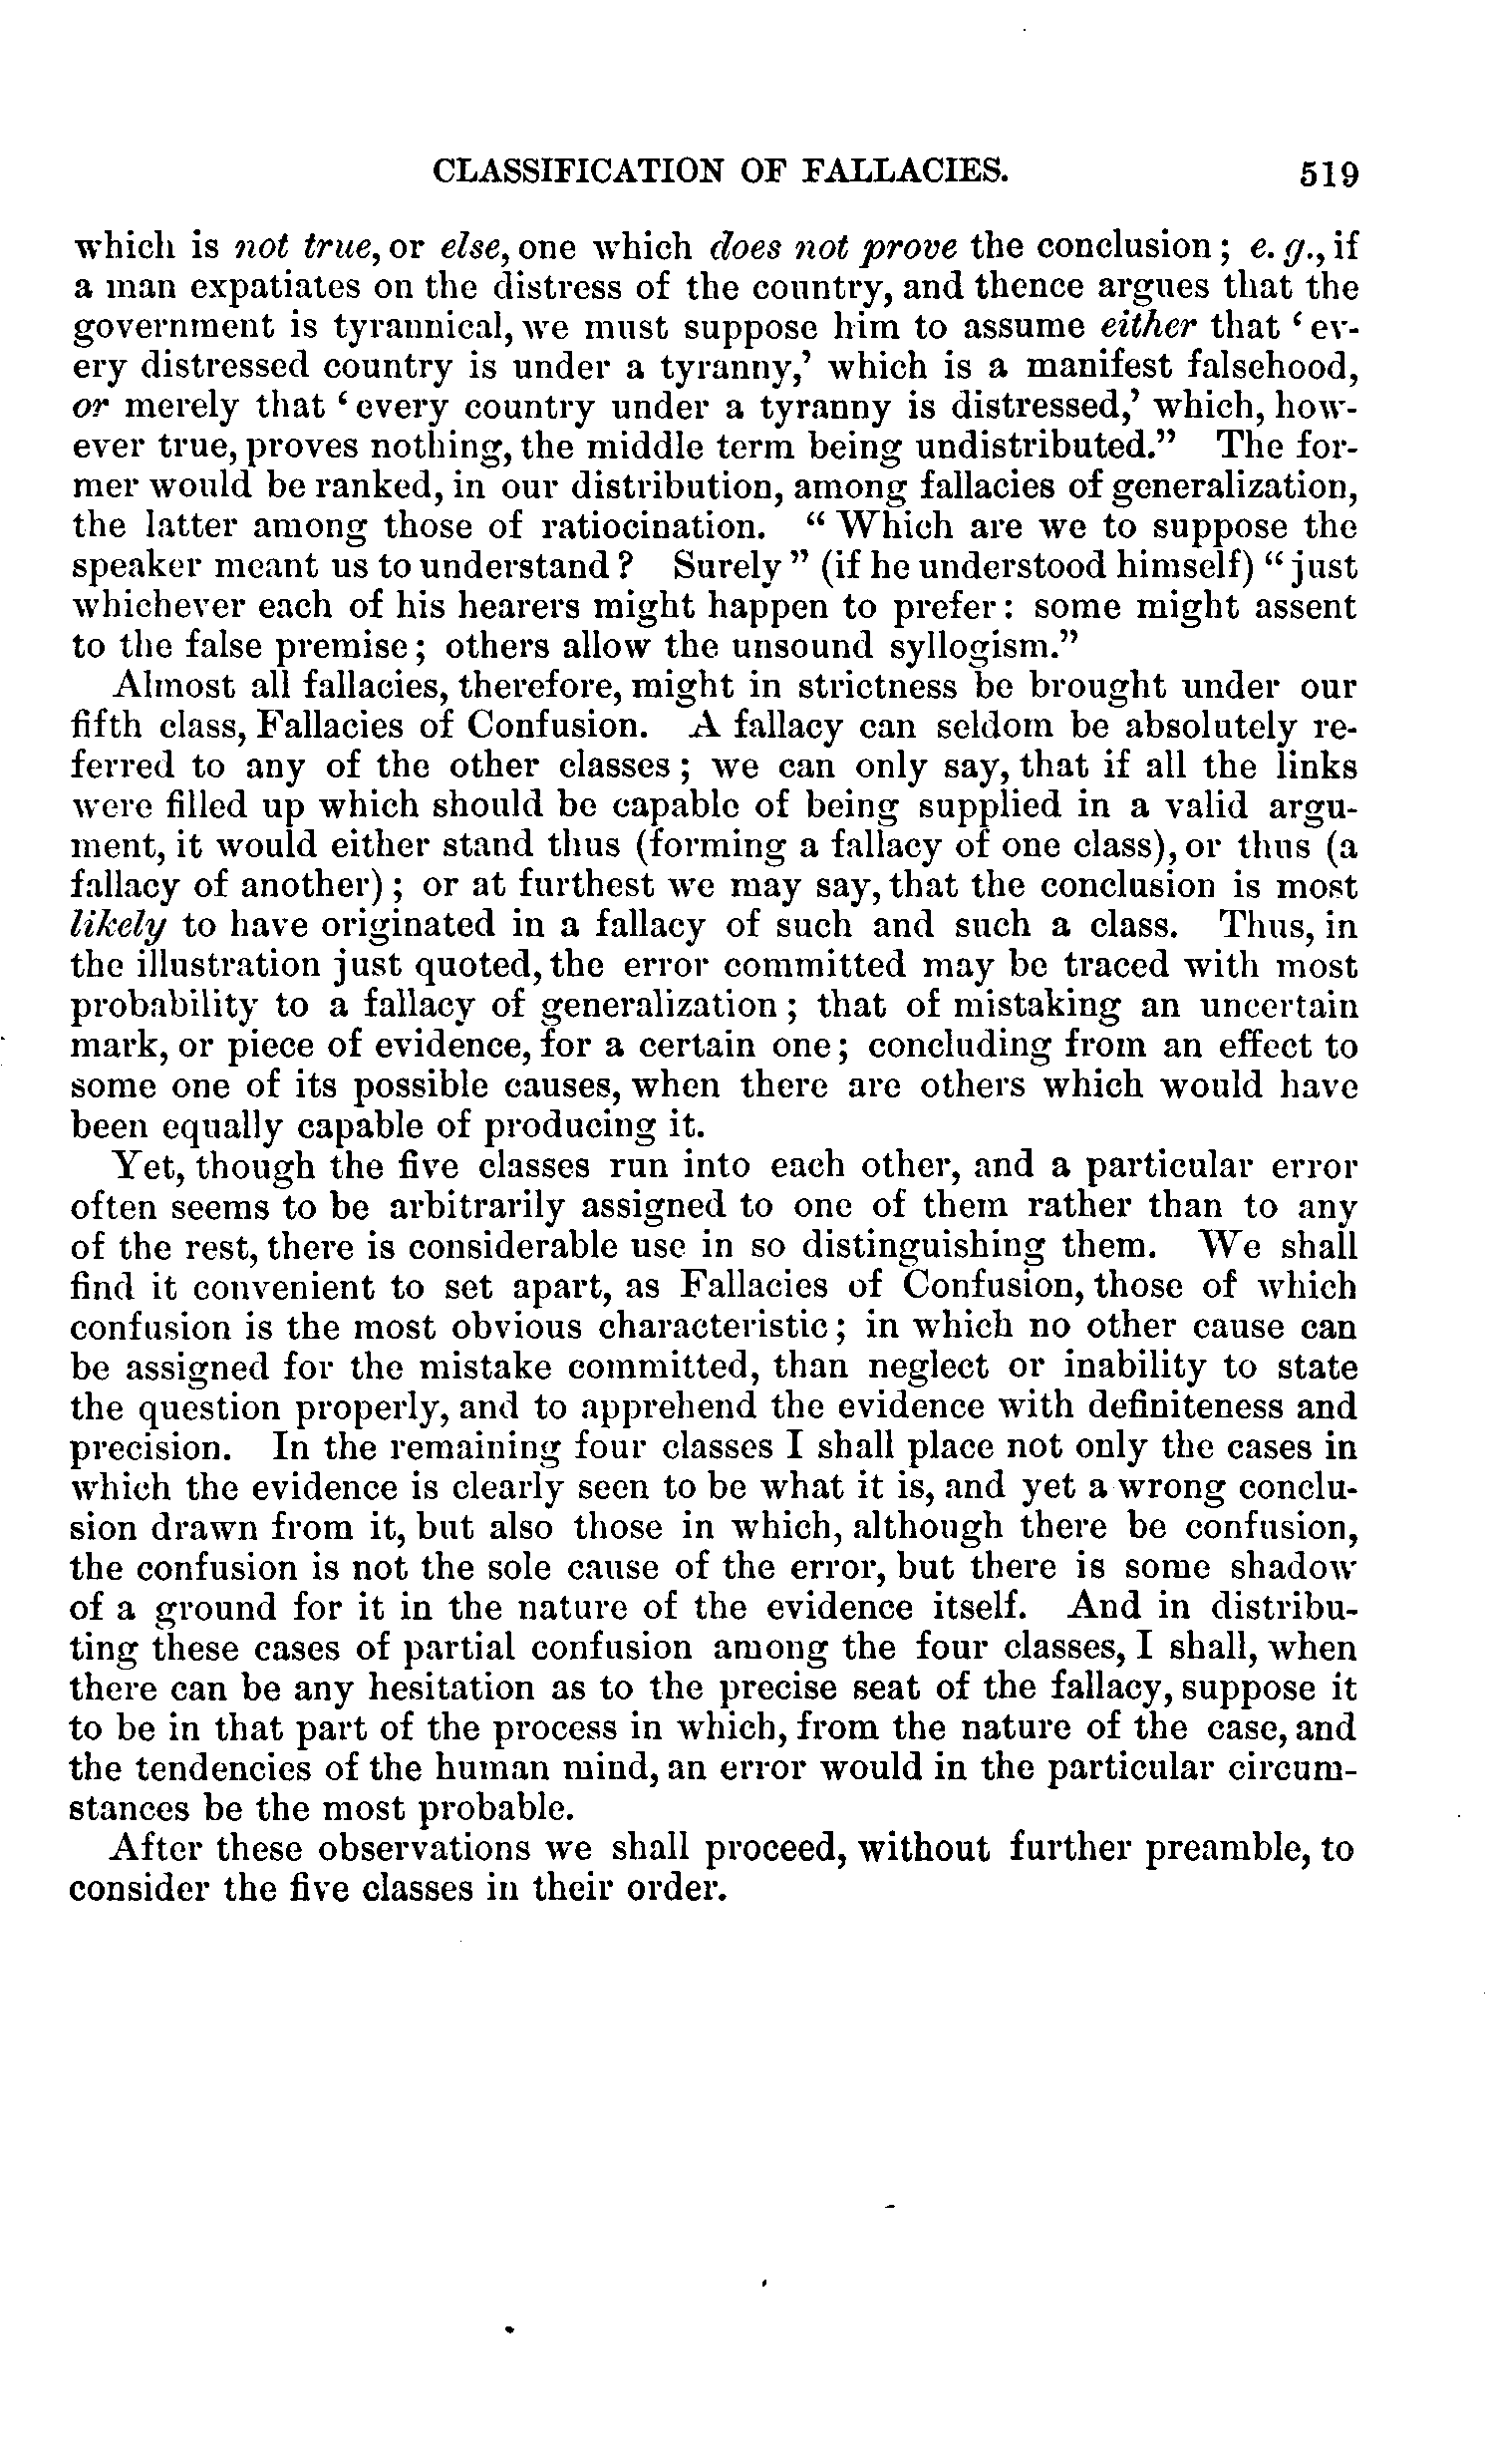 CLASSIFICATION OF FALLACIES. 519
which is not true, or else, one which does not prove the conclusion; e. g., if
a man expatiates on the distress of the country, and thence argues that the
government is tyrannical, we must suppose him to assume either that ‘ev-
ery distressed country is under a tyranny,’ which is a manifest falsehood,
or merely that ‘every country under a tyranny is distressed,’ which, how-
ever true, proves nothing, the middle term being undistributed.” The for-
mer would be ranked, in our distribution, among fallacies of generalization,
the latter among those of ratiocination. “Which are we to suppose the
speaker meant us to understand? Surely” (if he understood himself) “just
whichever each of his hearers might happen to prefer: some might assent
to the false premise; others allow the unsound syllogism.”
Almost all fallacies, therefore, might in strictness be brought under our
fifth class, Fallacies of Confusion. A fallacy can seldom be absolutely re-
ferred to any of the other classes; we can only say, that if all the links
were filled up which should be capable of being supplied in a valid argu-
ment, it would either stand thus (forming a fallacy of one class), or thus (a
fallacy of another); or at furthest we may say, that the conclusion is most
likely to have originated in a fallacy of such and such a class. Thus, in
the illustration just quoted, the error committed may be traced with most
probability to a fallacy of generalization; that of mistaking an uncertain
mark, or piece of evidence, for a certain one; concluding from an effect to
some one of its possible causes, when there are others which would have
been equally capable of producing it.
Yet, though the five classes run into each other, and a particular error
often seems to be arbitrarily assigned to one of them rather than to any
of the rest, there is considerable use in so distinguishing them. We shall
find it convenient to set apart, as Fallacies of Confusion, those of which
confusion is the most obvious characteristic; in which no other cause can
be assigned for the mistake committed, than neglect or inability to state
the question properly, and to apprehend the evidence with definiteness and
precision. In the remaining four classes I shall place not only the cases in
which the evidence is clearly seen to be what it is, and yet a wrong conclu-
sion drawn from it, but also those in which, although there be confusion,
the confusion is not the sole cause of the error, but there is some shadow
of a ground for it in the nature of the evidence itself. And in distribu-
ting these cases of partial confusion among the four classes, I shall, when
there can be any hesitation as to the precise seat of the fallacy, suppose it
to be in that part of the process in which, from the nature of the case, and
the tendencies of the human mind, an error would in the particular circum-
stances be the most probable.
After these observations we shall proceed, without further preamble, to
consider the five classes in their order.